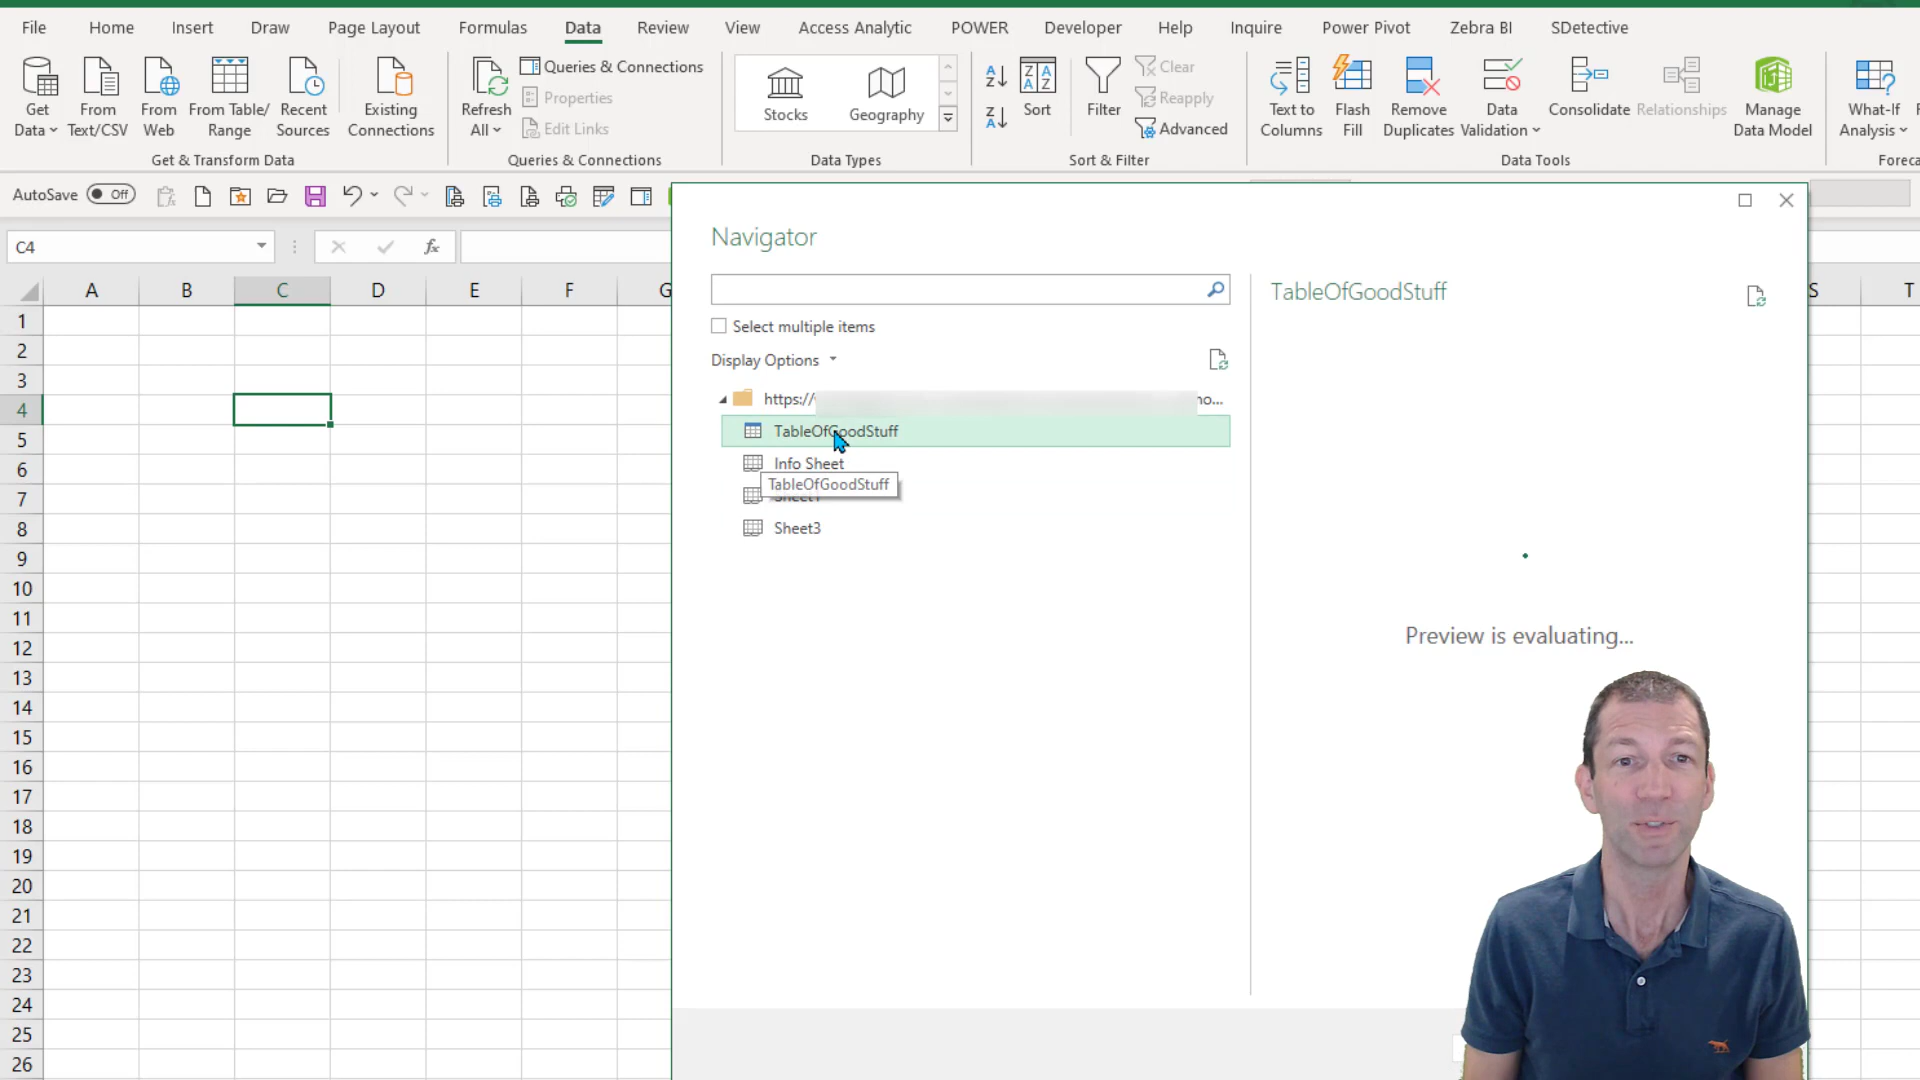 File Home Insert Draw Page Layout Formulas Data Review View Access Analytic POWER Developer Help Inquire Power Pivot Zebra BI SDetective
Get Data
From Text/CSV
From Web
From Table/ Range
Recent Sources
Existing Connections
Get & Transform Data
Refresh All
Queries & Connections
Properties
Edit Links
Queries & Connections
Stocks
Geography
Data Types
Sort
Filter
Clear
Reapply
Advanced
Sort & Filter
Text to Columns
Flash Fill
Remove Duplicates
Data Validation
Consolidate
Relationships
Manage Data Model
Data Tools
What-If Analysis
AutoSave Off
C4
fx
A B C D E F G S T
1
2
3
4
5
6
7
8
9
10
11
12
13
14
15
16
17
18
19
20
21
22
23
24
25
26
Navigator
Select multiple items
Display Options
https://
TableOfGoodStuff
Info Sheet
TableOfGoodStuff
Sheet1
Sheet3
TableOfGoodStuff
Preview is evaluating...